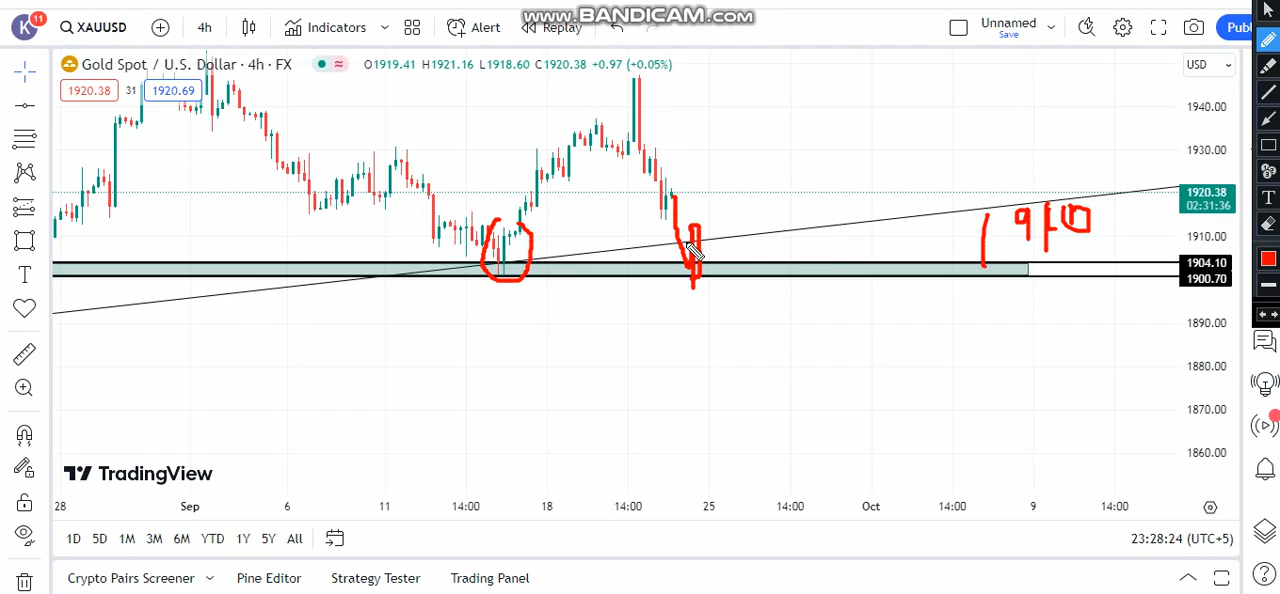 www.BANDICAM.com
K 11 XAUUSD 4h Indicators Alert Replay Unnamed Save Publ
Gold Spot / U.S. Dollar · 4h · FX O1919.41 H1921.16 L1918.60 C1920.38 +0.97 (+0.05%) USD
1920.38 31 1920.69
1940.00
1930.00
1920.38
02:31:36
1910.00
1904.10
1900.70
1890.00
1880.00
1870.00
1860.00
TradingView
28 Sep 6 11 14:00 18 14:00 25 14:00 Oct 14:00 9 14:00
1D 5D 1M 3M 6M YTD 1Y 5Y All 23:28:24 (UTC+5)
Crypto Pairs Screener Pine Editor Strategy Tester Trading Panel